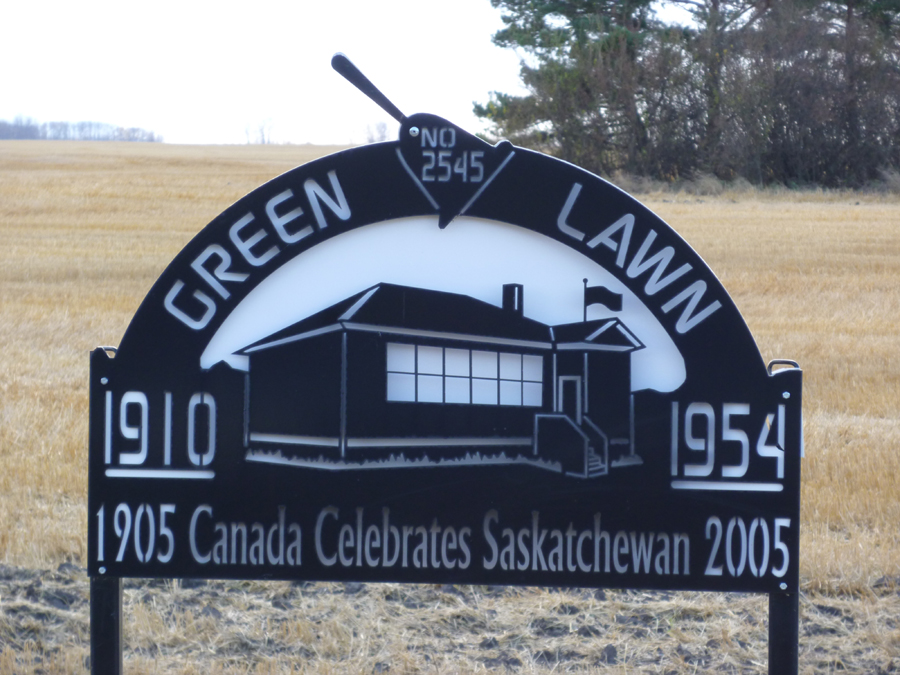 NO
2545
GREEN LAWN
1910 1954
1905 Canada Celebrates Saskatchewan 2005